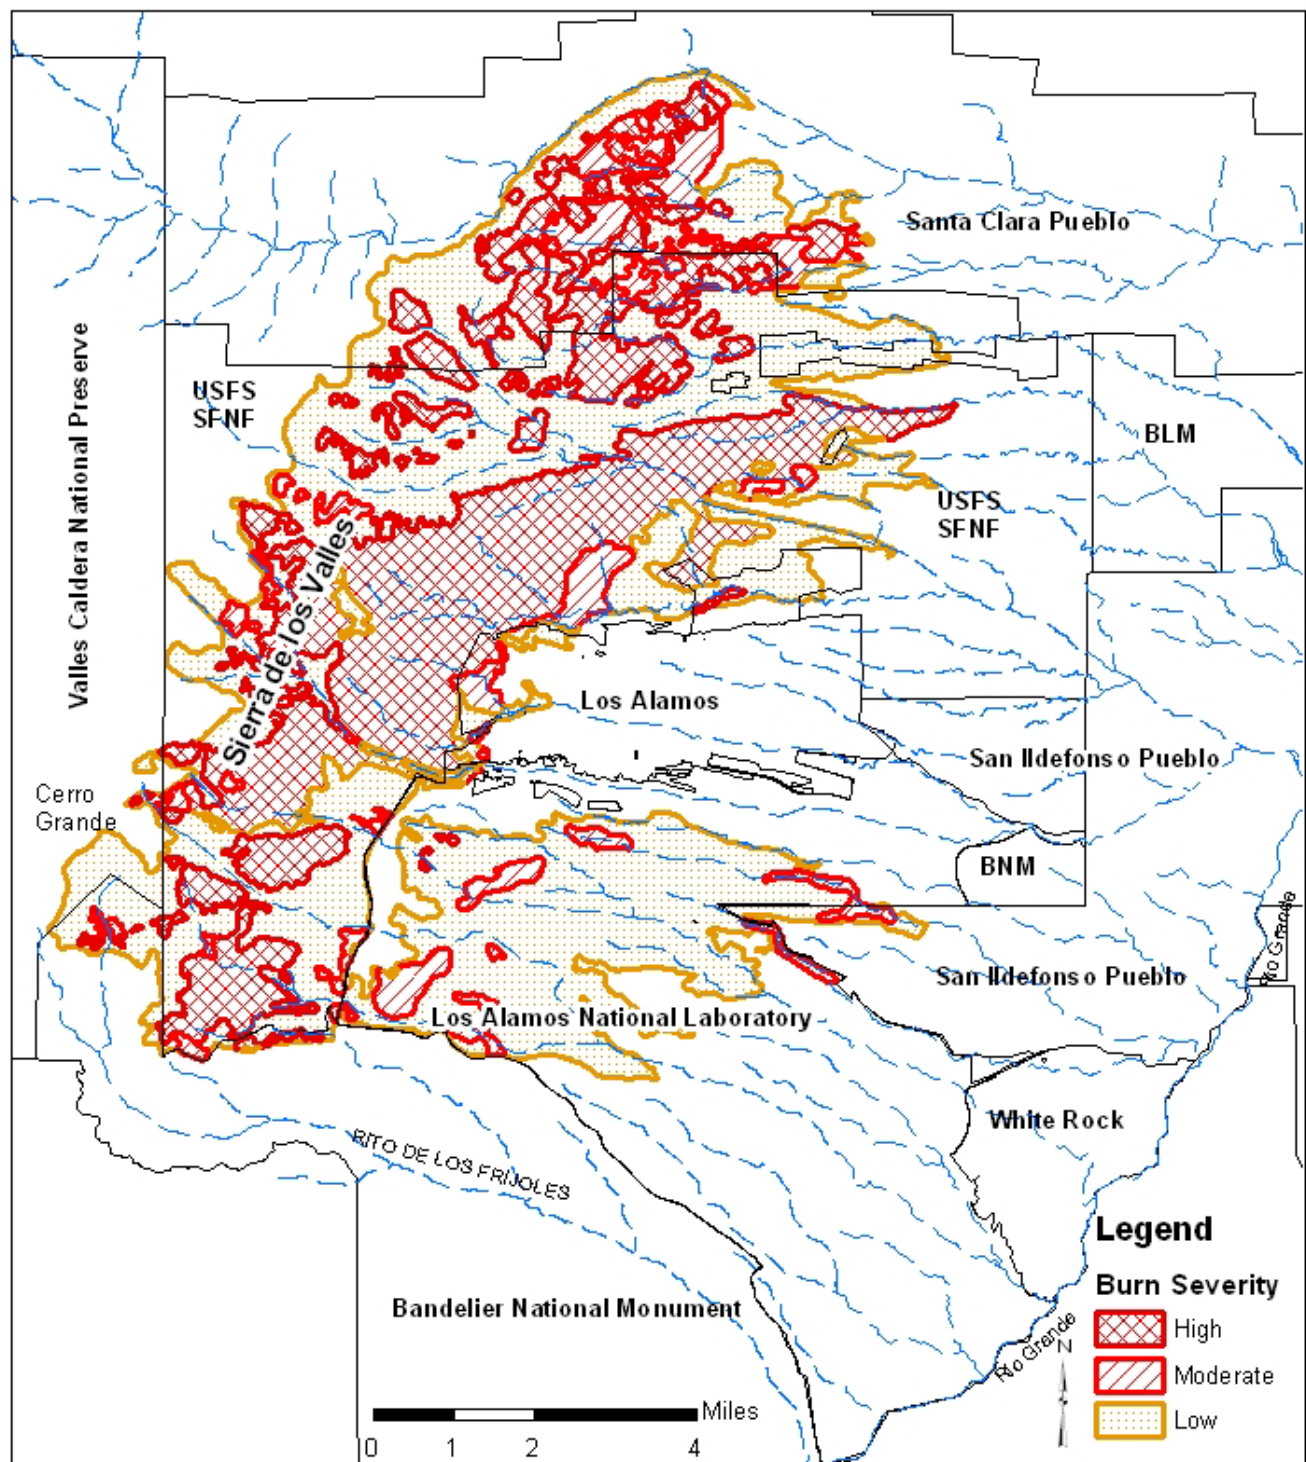 Santa Clara Pueblo
Valles Caldera National Preserve
USFS
SFNF
BLM
USFS
SFNF
Sierra de los Valles
Los Alamos
San Ildefonso Pueblo
Cerro
Grande
BNM
Rio Grande
San Ildefonso Pueblo
Los Alamos National Laboratory
White Rock
RITO DE LOS FRIJOLES
Legend
Burn Severity
Bandelier National Monument
High
Rio Grande
N
Moderate
Miles
Low
0 1 2 4